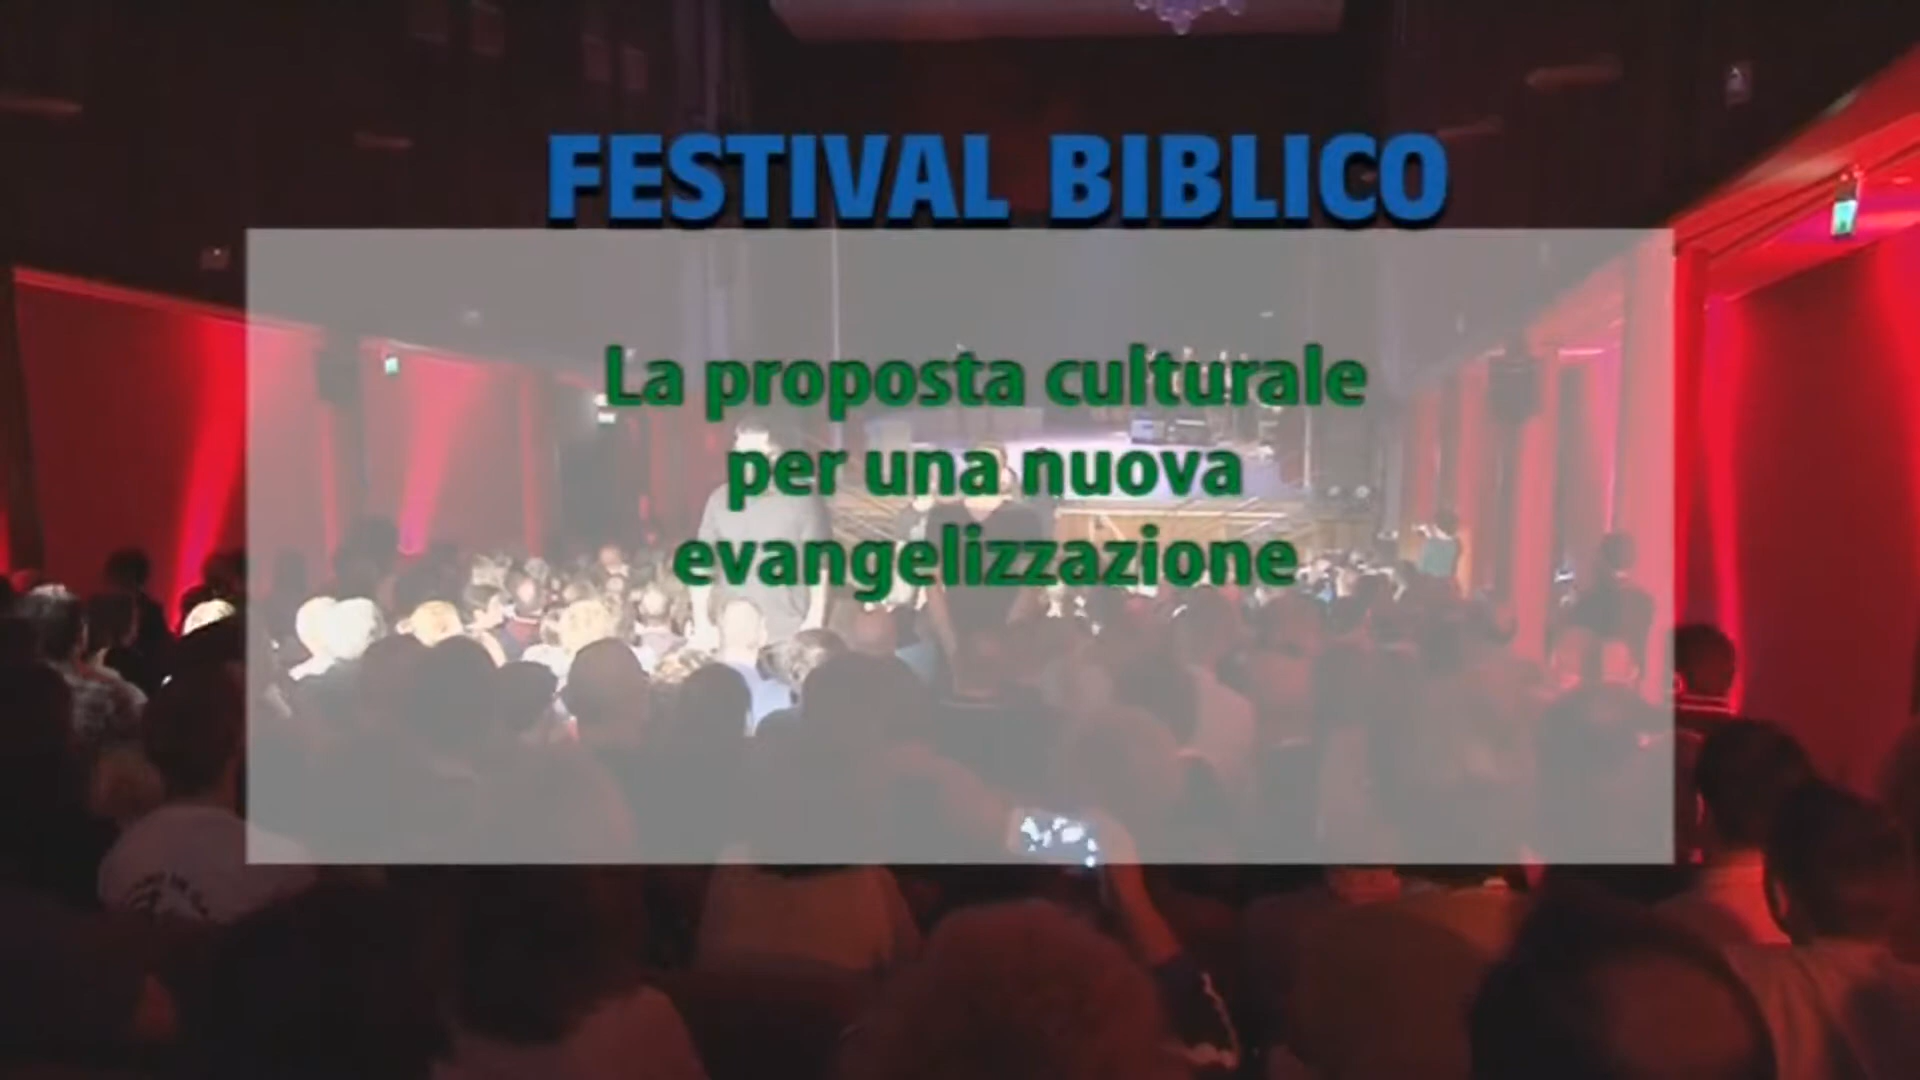 FESTIVAL BIBLICO
La proposta culturale
per una nuova
evangelizzazione